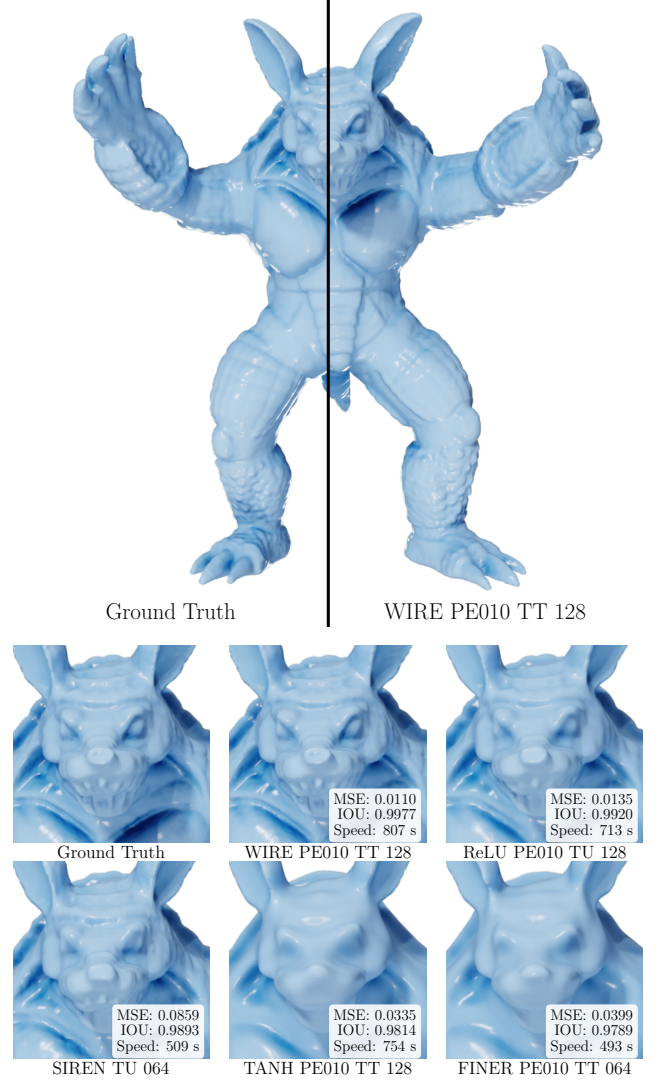 Ground Truth
WIRE PE010 TT 128
MSE: 0.0110
IOU: 0.9977
Speed: 807 s
MSE: 0.0135
IOU: 0.9920
Speed: 713 s
Ground Truth
WIRE PE010 TT 128
ReLU PE010 TU 128
MSE: 0.0859
IOU: 0.9893
Speed: 509 s
MSE: 0.0335
IOU: 0.9814
Speed: 754 s
MSE: 0.0399
IOU: 0.9789
Speed: 493 s
SIREN TU 064
TANH PE010 TT 128
FINER PE010 TT 064